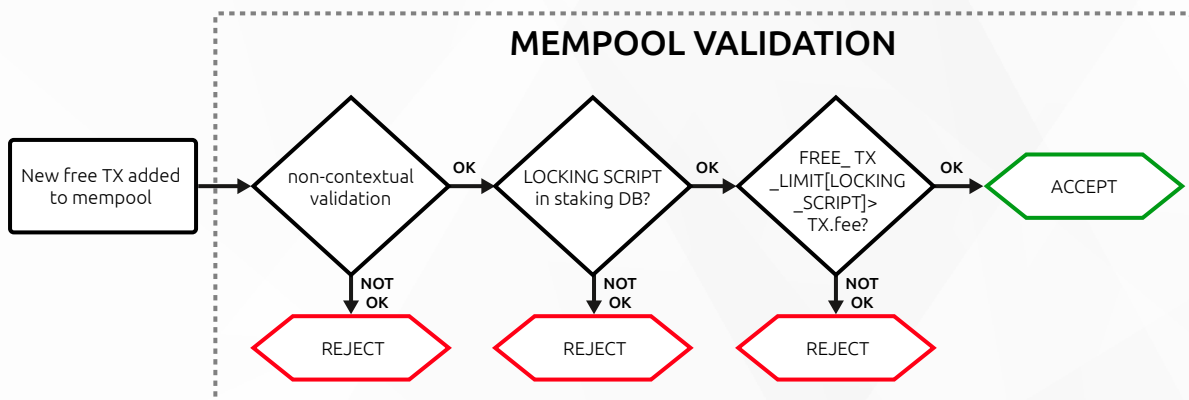 MEMPOOL VALIDATION
New free TX added
to mempool
non-contextual
validation
OK
LOCKING SCRIPT
in staking DB?
OK
FREE_ TX
_LIMIT[LOCKING
_SCRIPT]>
TX.fee?
OK
ACCEPT
NOT
OK
NOT
OK
NOT
OK
REJECT
REJECT
REJECT